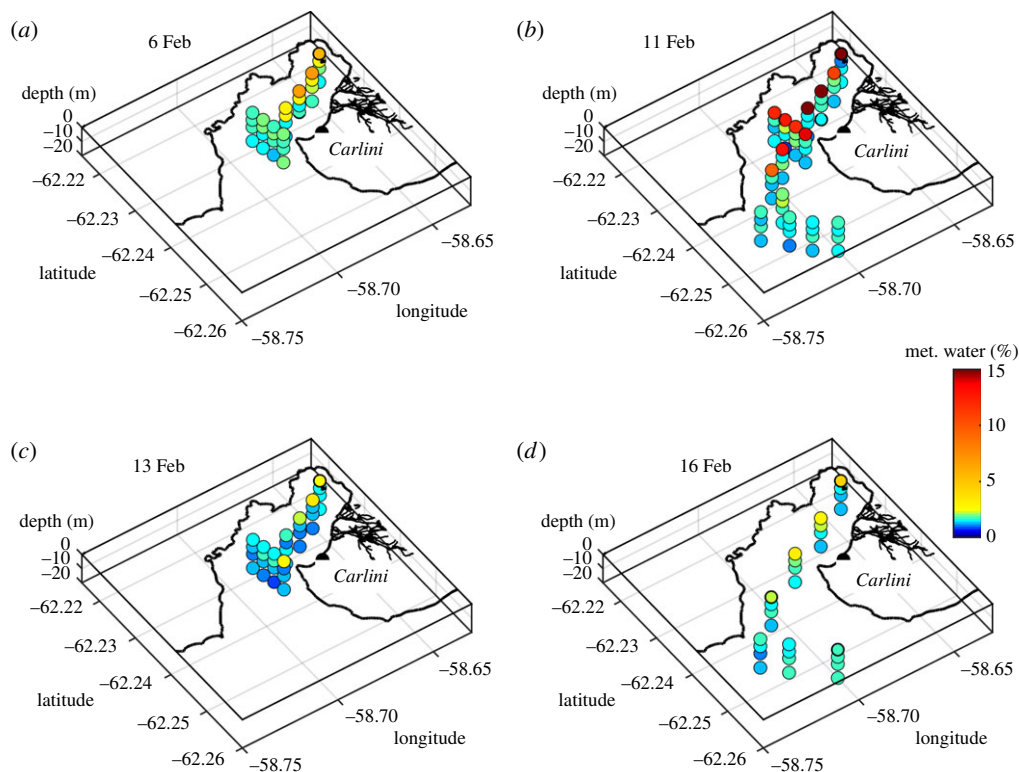 (a)
6 Feb
depth (m)
0
−10
−20
−62.22
−62.23
−62.24
−62.25
−62.26
latitude
Carlini
−58.65
−58.70
−58.75
longitude
(b)
11 Feb
depth (m)
0
−10
−20
−62.22
−62.23
−62.24
−62.25
−62.26
latitude
Carlini
−58.65
−58.70
−58.75
met. water (%)
15
10
5
0
(c)
13 Feb
depth (m)
0
−10
−20
−62.22
−62.23
−62.24
−62.25
−62.26
latitude
Carlini
−58.65
−58.70
−58.75
longitude
(d)
16 Feb
depth (m)
0
−10
−20
−62.22
−62.23
−62.24
−62.25
−62.26
latitude
Carlini
−58.65
−58.70
−58.75
longitude